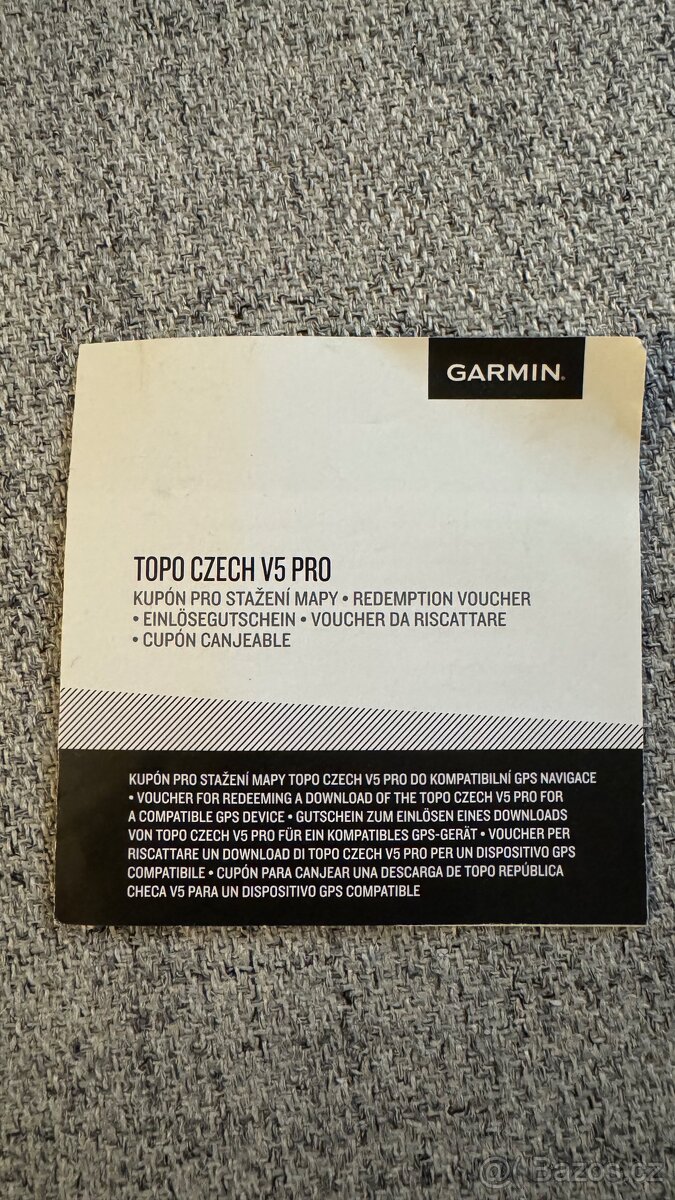 GARMIN.
TOPO CZECH V5 PRO
KUPÓN PRO STAŽENÍ MAPY • REDEMPTION VOUCHER
• EINLÖSEGUTSCHEIN • VOUCHER DA RISCATTARE
• CUPÓN CANJEABLE
KUPÓN PRO STAŽENÍ MAPY TOPO CZECH V5 PRO DO KOMPATIBILNÍ GPS NAVIGACE
• VOUCHER FOR REDEEMING A DOWNLOAD OF THE TOPO CZECH V5 PRO FOR
A COMPATIBLE GPS DEVICE • GUTSCHEIN ZUM EINLÖSEN EINES DOWNLOADS
VON TOPO CZECH V5 PRO FÜR EIN KOMPATIBLES GPS-GERÄT • VOUCHER PER
RISCATTARE UN DOWNLOAD DI TOPO CZECH V5 PRO PER UN DISPOSITIVO GPS
COMPATIBILE • CUPÓN PARA CANJEAR UNA DESCARGA DE TOPO REPÚBLICA
CHECA V5 PARA UN DISPOSITIVO GPS COMPATIBLE
@ Bazos.cz